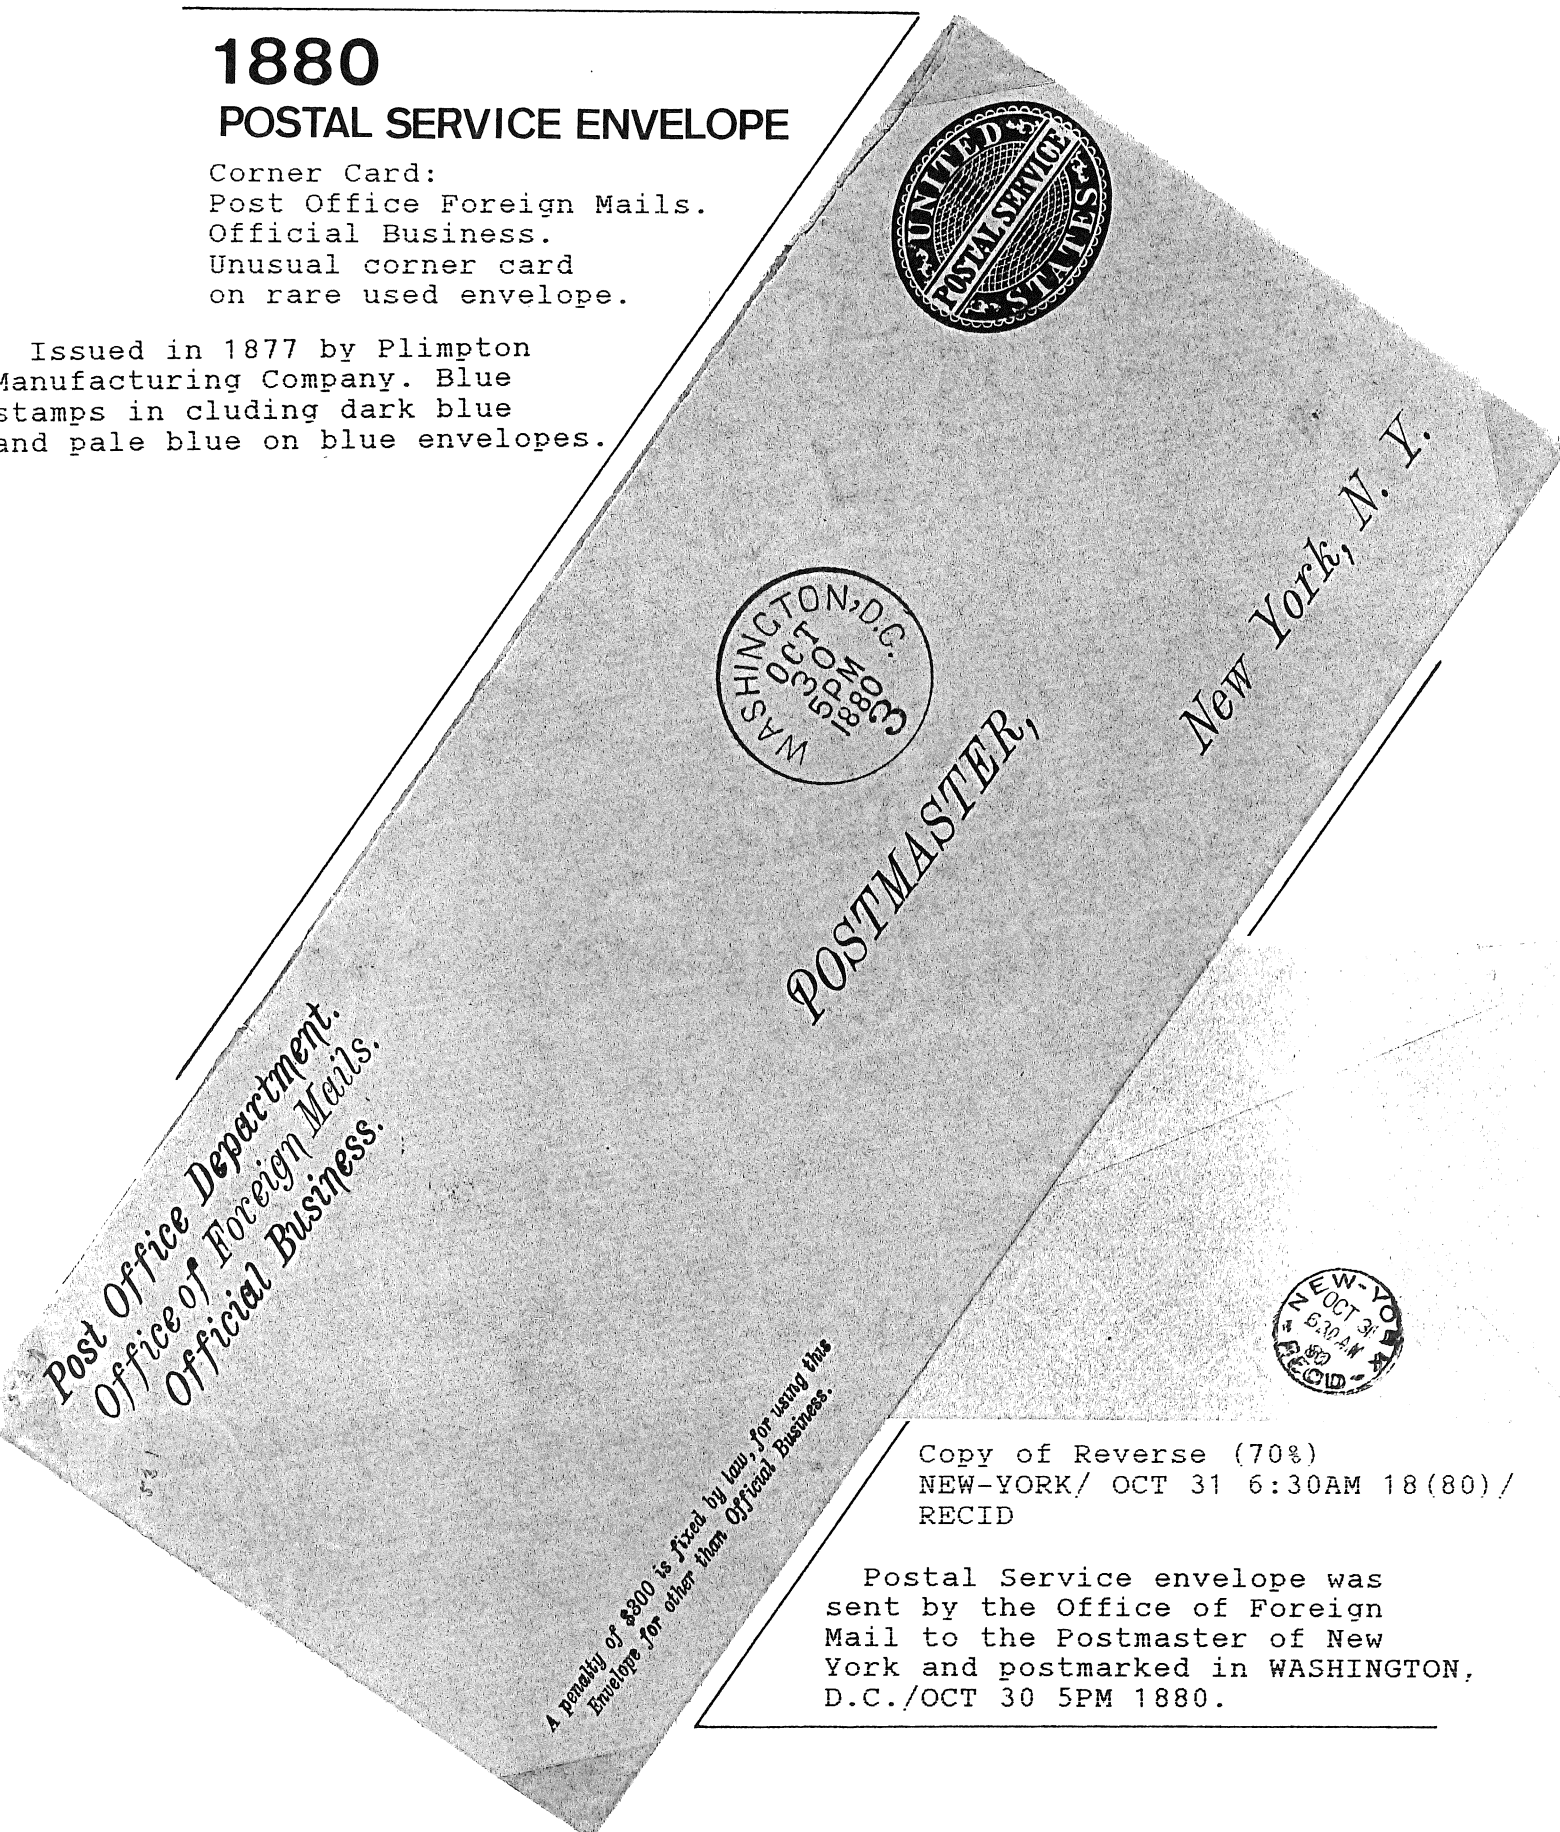 1880
POSTAL SERVICE ENVELOPE
Corner Card:
Post Office Foreign Mails.
Official Business.
Unusual corner card
on rare used envelope.
Issued in 1877 by Plimpton
Manufacturing Company. Blue
stamps in cluding dark blue
and pale blue on blue envelopes.
UNITED
POSTAL SERVICE
STATES
WASHINGTON, D.C.
OCT
30
5PM
1880
3
POSTMASTER,
New York, N. Y.
Post Office Department.
Office of Foreign Mails.
Official Business.
A penalty of $300 is fixed by law, for using this
Envelope for other than Official Business.
NEW-YORK
OCT 31
630AM
80
RECID
Copy of Reverse (70%)
NEW-YORK/ OCT 31 6:30AM 18(80)/
RECID
Postal Service envelope was
sent by the Office of Foreign
Mail to the Postmaster of New
York and postmarked in WASHINGTON,
D.C./OCT 30 5PM 1880.